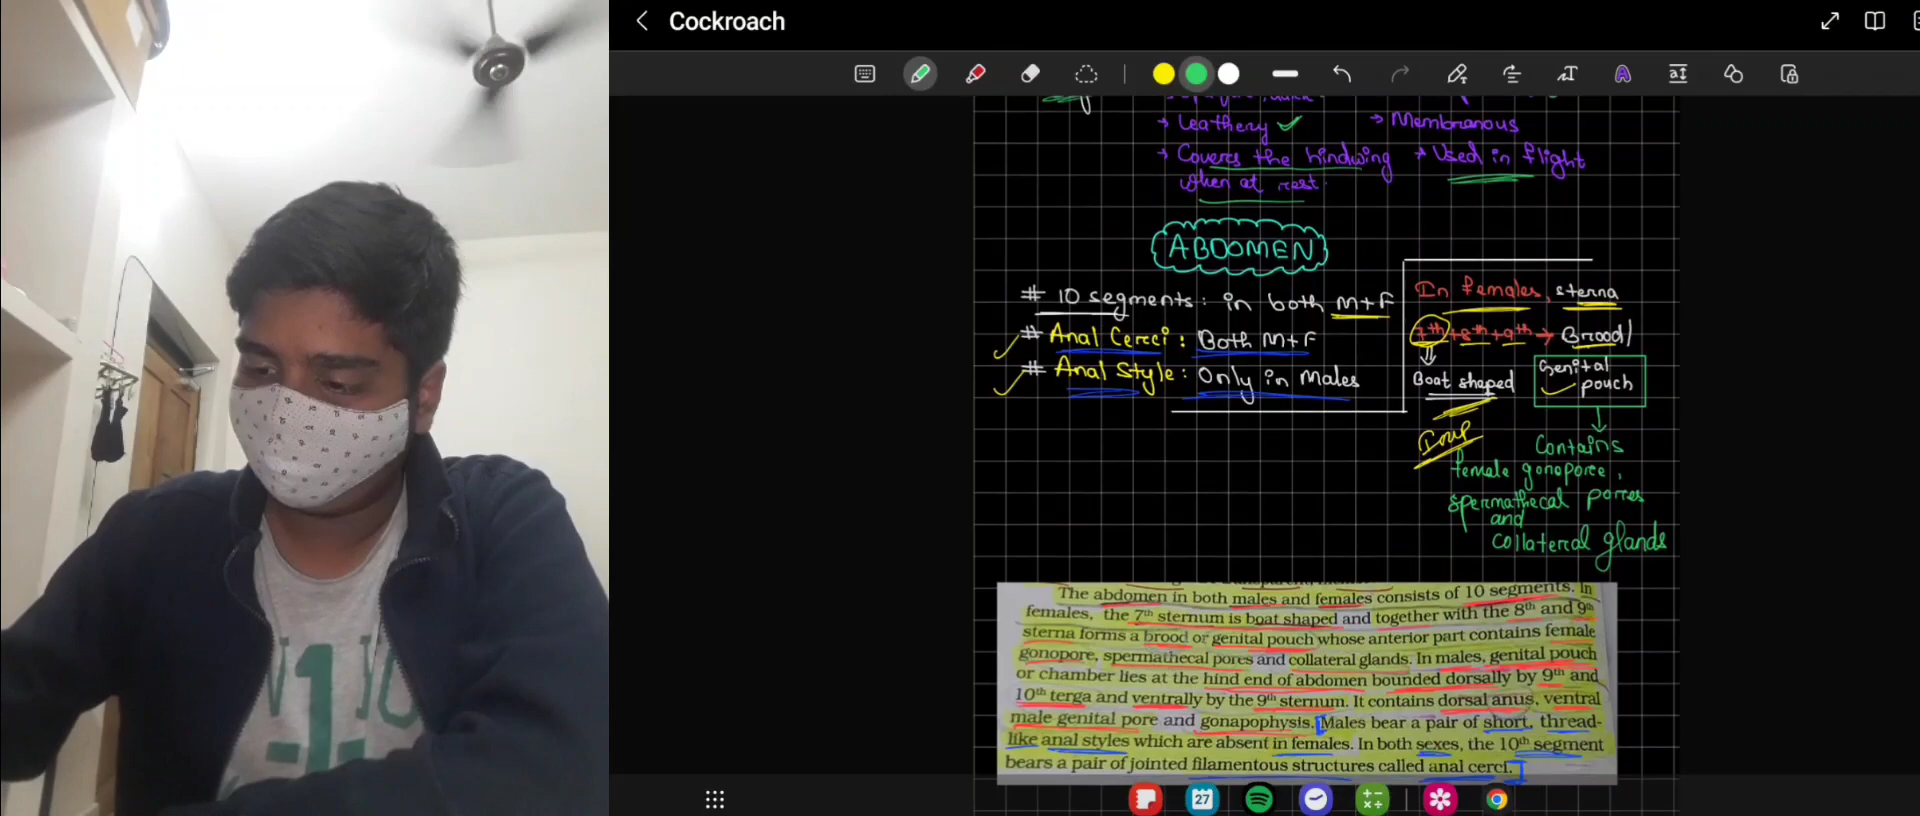 Cockroach
→ Leathery ✓ → Membranous
→ Covers the hindwing → Used in flight
when at rest.
ABDOMEN
# 10 segments: in both M+F
# Anal Cerci: Both M+F
# Anal Style: Only in Males
In females, sterna
7th +8th +9th → Brood/
Genital
pouch
Boat shaped
Imp
Contains
female gonopore,
spermathecal pores
and
collateral glands
The abdomen in both males and females consists of 10 segments. In
females, the 7th sternum is boat shaped and together with the 8th and 9th
sterna forms a brood or genital pouch whose anterior part contains female
gonopore, spermathecal pores and collateral glands. In males, genital pouch
or chamber lies at the hind end of abdomen bounded dorsally by 9th and
10th terga and ventrally by the 9th sternum. It contains dorsal anus, ventral
male genital pore and gonapophysis. Males bear a pair of short, thread-
like anal styles which are absent in females. In both sexes, the 10th segment
bears a pair of jointed filamentous structures called anal cerci.
27